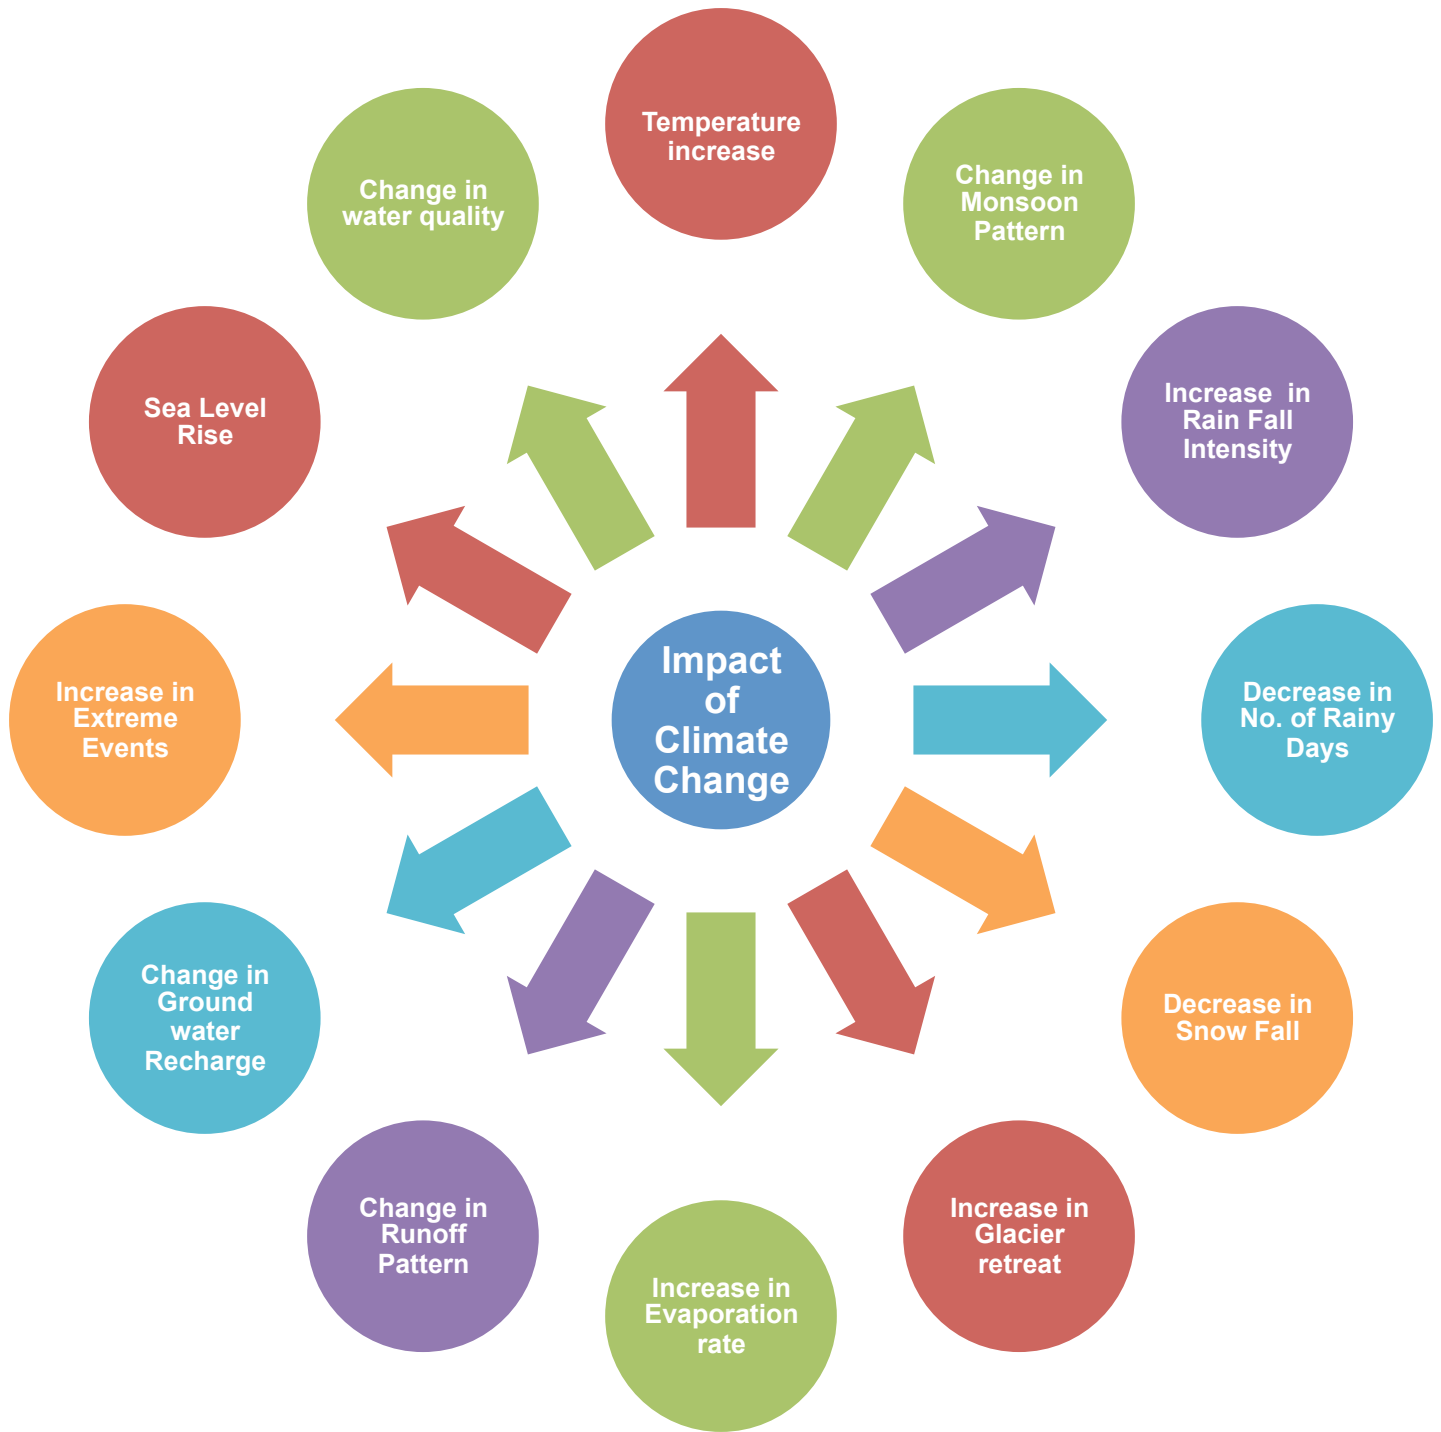 Temperature
increase
Change in
Monsoon
Pattern
Increase  in
Rain Fall
Intensity
Decrease in
No. of Rainy
Days
Decrease in
Snow Fall
Increase in
Glacier
retreat
Increase in
Evaporation
rate
Change in
Runoff
Pattern
Change in
Ground
water
Recharge
Increase in
Extreme
Events
Sea Level
Rise
Change in
water quality
Impact
of
Climate
Change